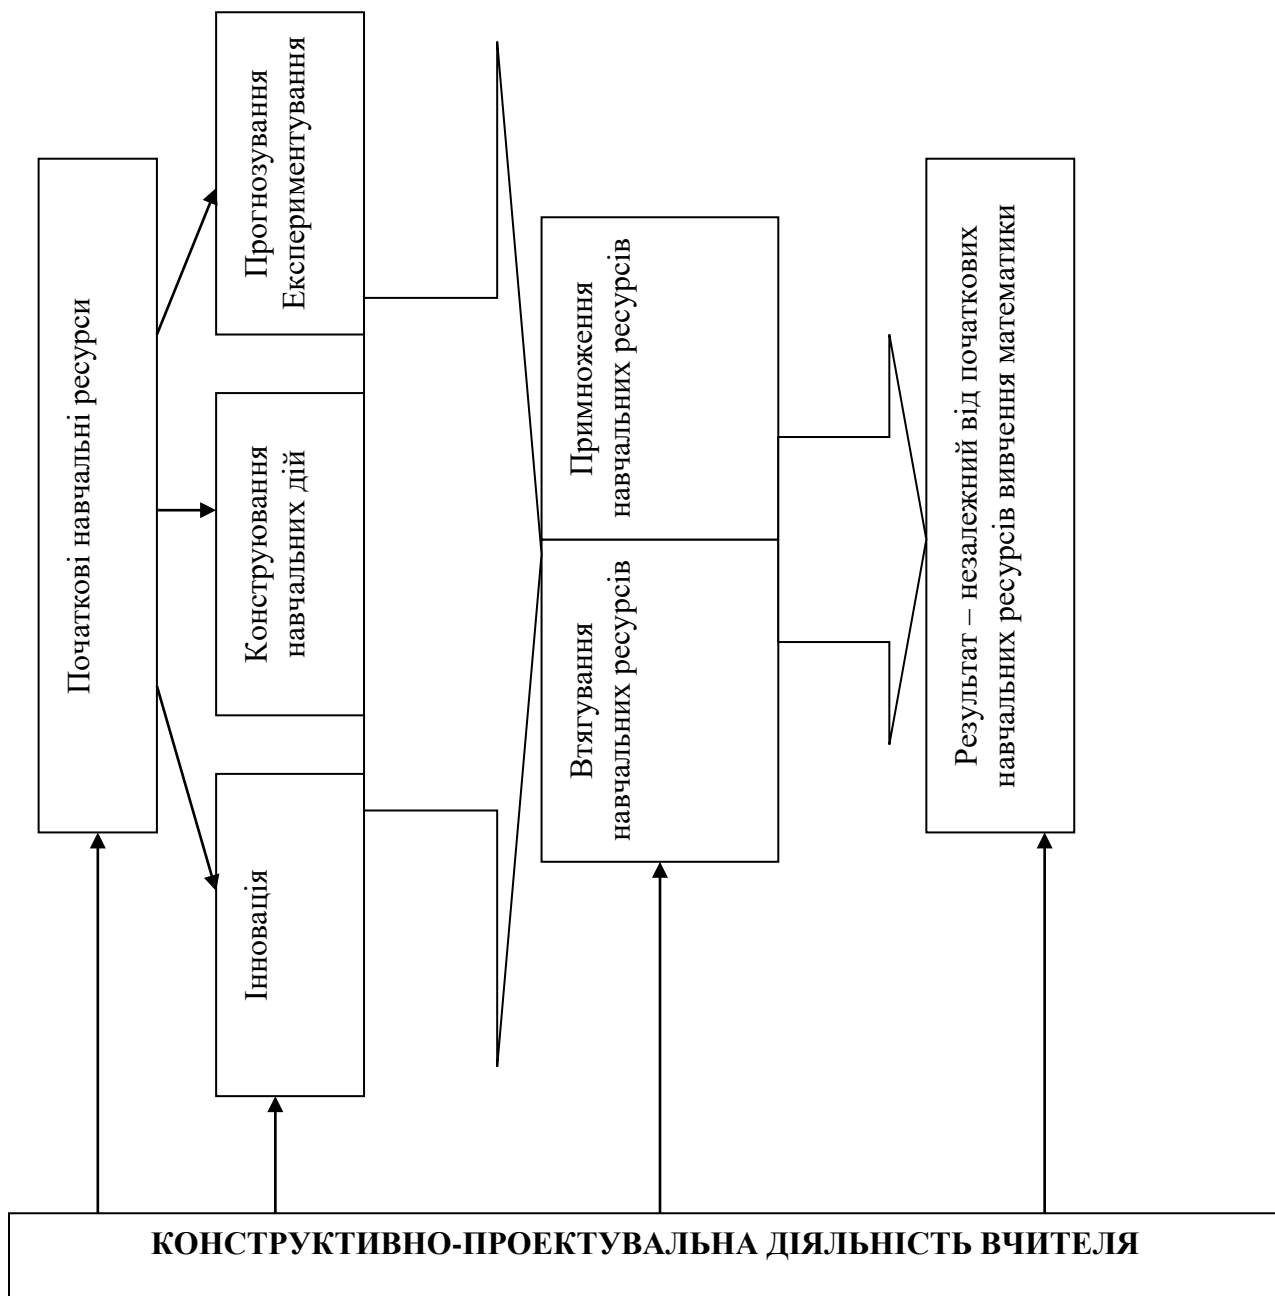 Початкові навчальні ресурси
Інновація
Конструювання
навчальних дій
Прогнозування
Експериментування
Втягування
навчальних ресурсів
Примноження
навчальних ресурсів
Результат – незалежний від початкових
навчальних ресурсів вивчення математики
КОНСТРУКТИВНО-ПРОЕКТУВАЛЬНА ДІЯЛЬНІСТЬ ВЧИТЕЛЯ